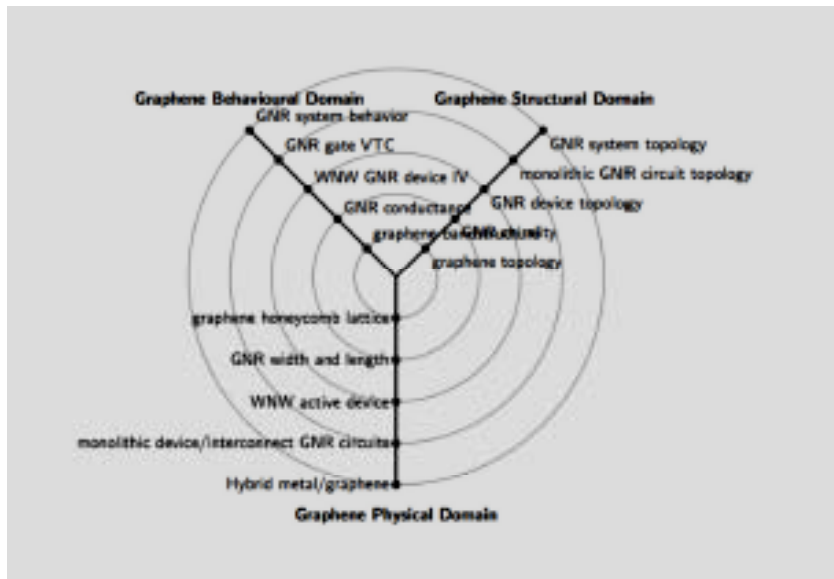 Graphene Behavioural Domain
Graphene Structural Domain
GNR system behavior
GNR system topology
GNR gate VTC
monolithic GNR circuit topology
WNW GNR device IV
GNR device topology
GNR conductance
graphene
GNR
graphene topology
graphene honeycomb lattice
GNR width and length
WNW active device
monolithic device/interconnect GNR circuits
Hybrid metal/graphene
Graphene Physical Domain